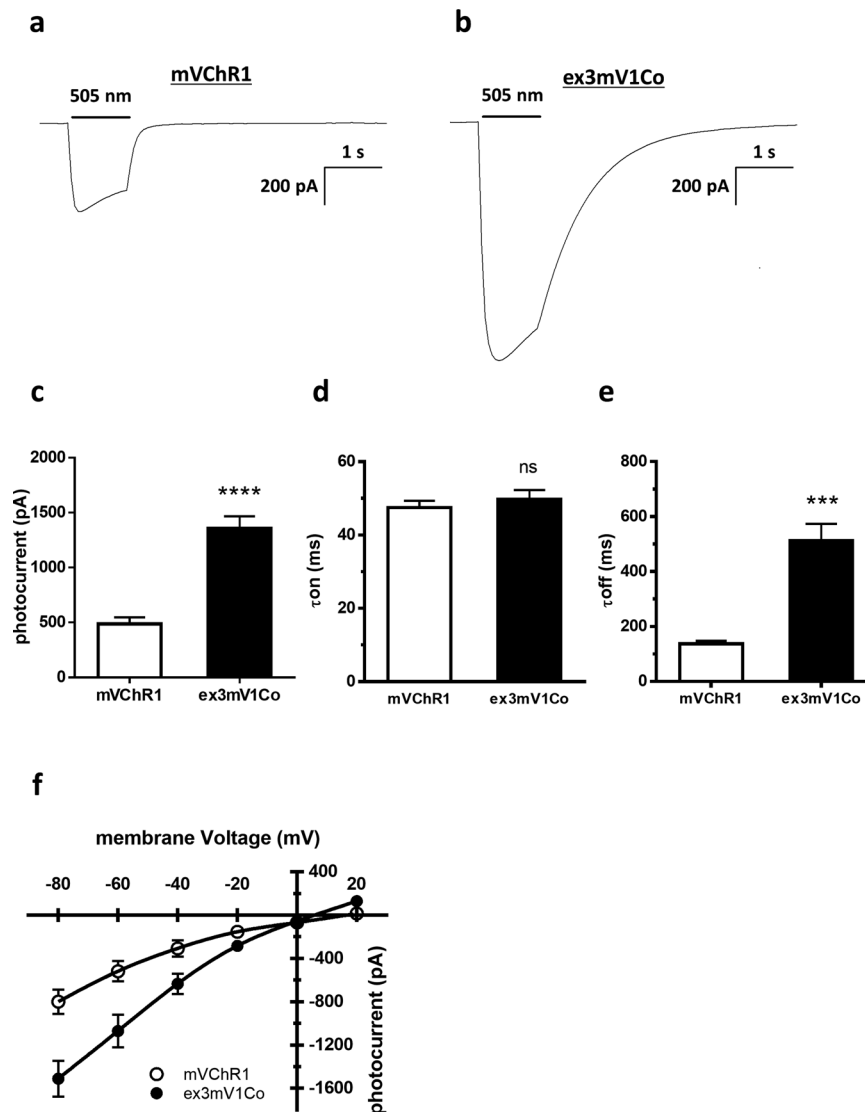 a
b
mVChR1
ex3mV1Co
505 nm
505 nm
1 s
200 pA
1 s
200 pA
c
d
e
photocurrent (pA)
2000
1500
1000
500
0
****
mVChR1
ex3mV1Co
τon (ms)
60
40
20
0
ns
mVChR1
ex3mV1Co
τoff (ms)
800
600
400
200
0
***
mVChR1
ex3mV1Co
f
membrane Voltage (mV)
-80
-60
-40
-20
20
400
-400
-800
-1200
-1600
photocurrent (pA)
mVChR1
ex3mV1Co